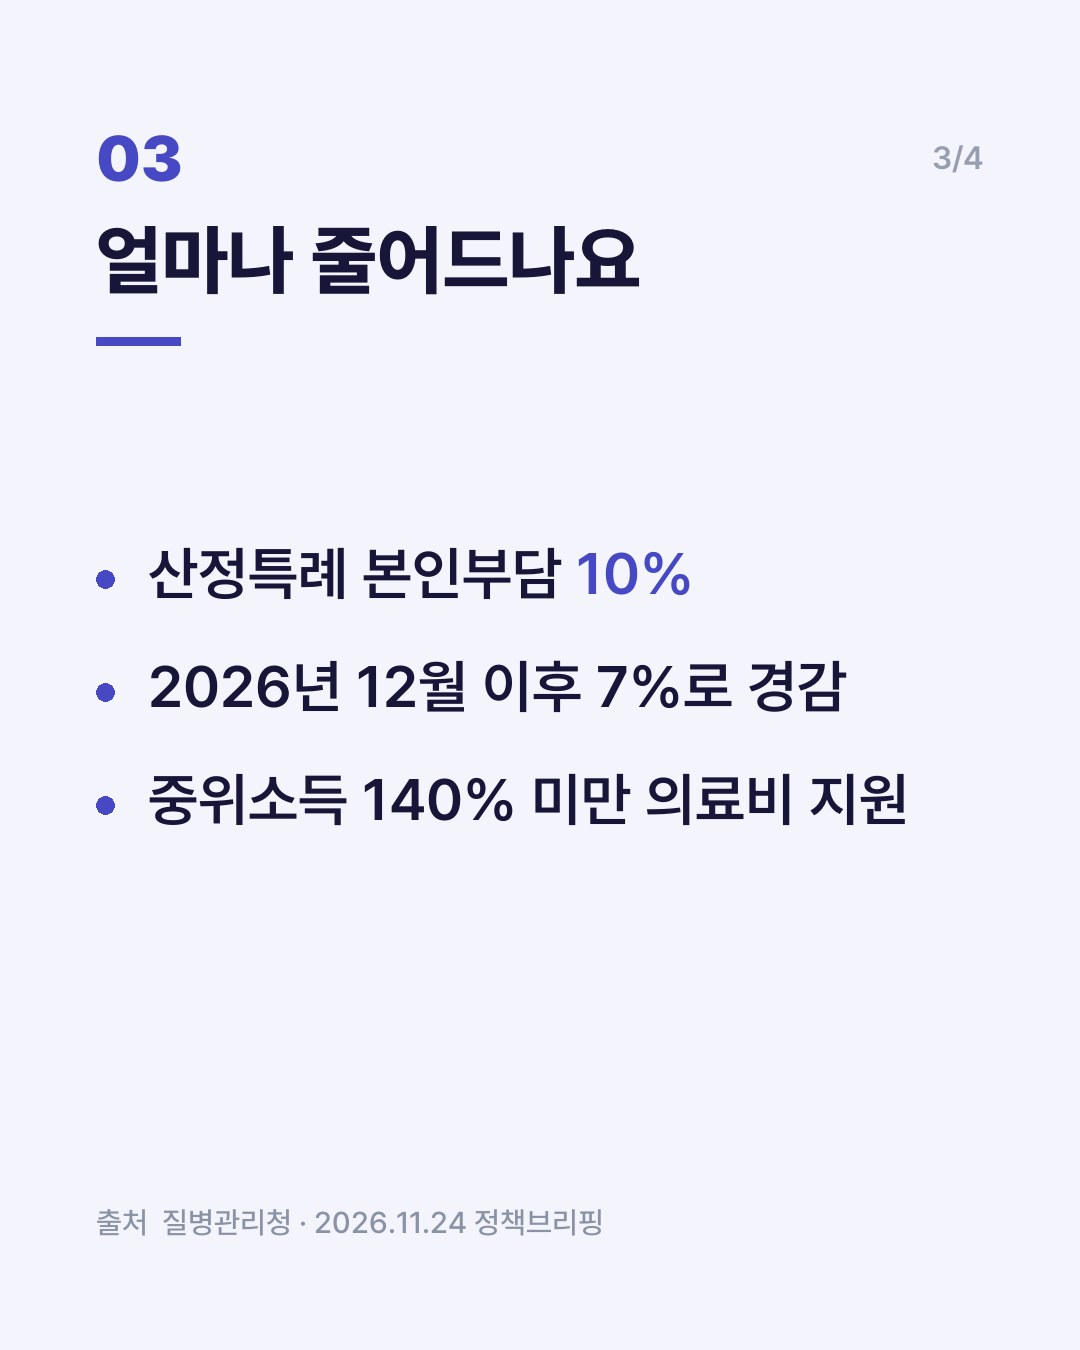 03
3/4
얼마나 줄어드나요
산정특례 본인부담 10%
2026년 12월 이후 7%로 경감
중위소득 140% 미만 의료비 지원
출처 질병관리청 · 2026.11.24 정책브리핑